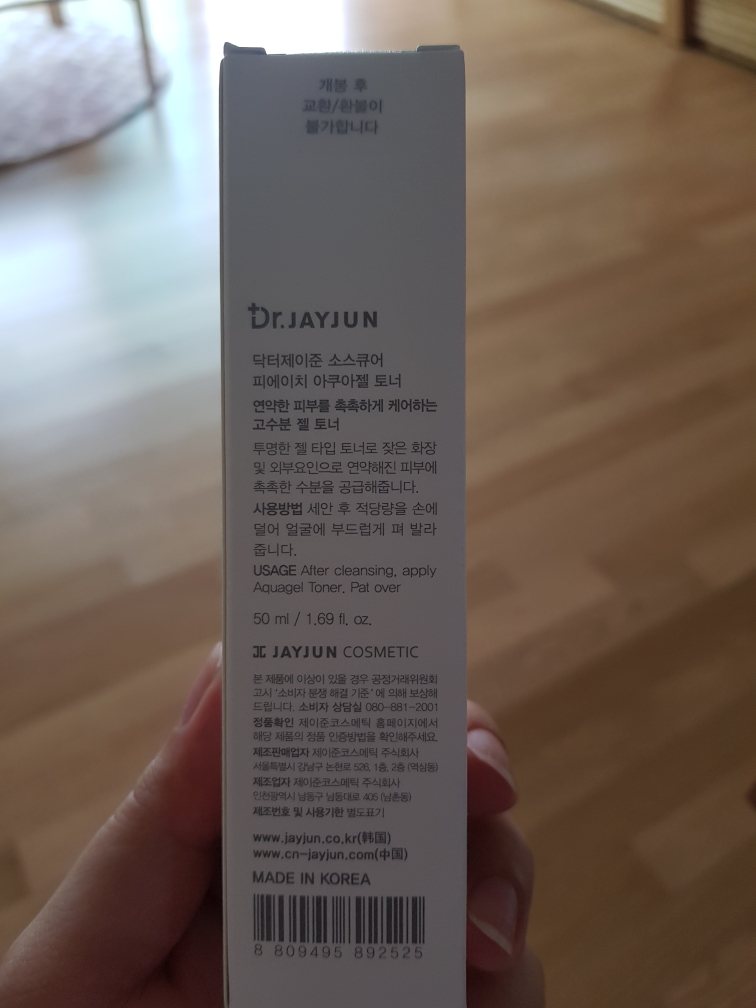 개봉 후
교환/환불이
불가합니다
Dr.JAYJUN
닥터제이준 소스큐어
피에이치 아쿠아젤 토너
연약한 피부를 촉촉하게 케어하는
고수분 젤 토너
투명한 젤 타입 토너로 잦은 화장
및 외부요인으로 연약해진 피부에
촉촉한 수분을 공급해줍니다.
사용방법 세안 후 적당량을 손에
덜어 얼굴에 부드럽게 펴 발라
줍니다.
USAGE After cleansing, apply
Aquagel Toner, Pat over
50 ml / 1.69 fl. oz.
JAYJUN COSMETIC
본 제품에 이상이 있을 경우 공정거래위원회
고시 "소비자 분쟁 해결 기준"에 의해 보상해
드립니다. 소비자 상담실 080-881-2001
정품확인 제이준코스메틱 홈페이지에서
해당 제품의 정품 인증방법을 확인해주세요.
제조판매업자 제이준코스메틱 주식회사
서울특별시 강남구 논현로 526, 1층, 2층 (역삼동)
제조업자 제이준코스메틱 주식회사
인천광역시 남동구 남동대로 405 (남촌동)
제조번호 및 사용기한 별도표기
www.jayjun.co.kr(韩国)
www.cn-jayjun.com(中国)
MADE IN KOREA
8 809495 892525